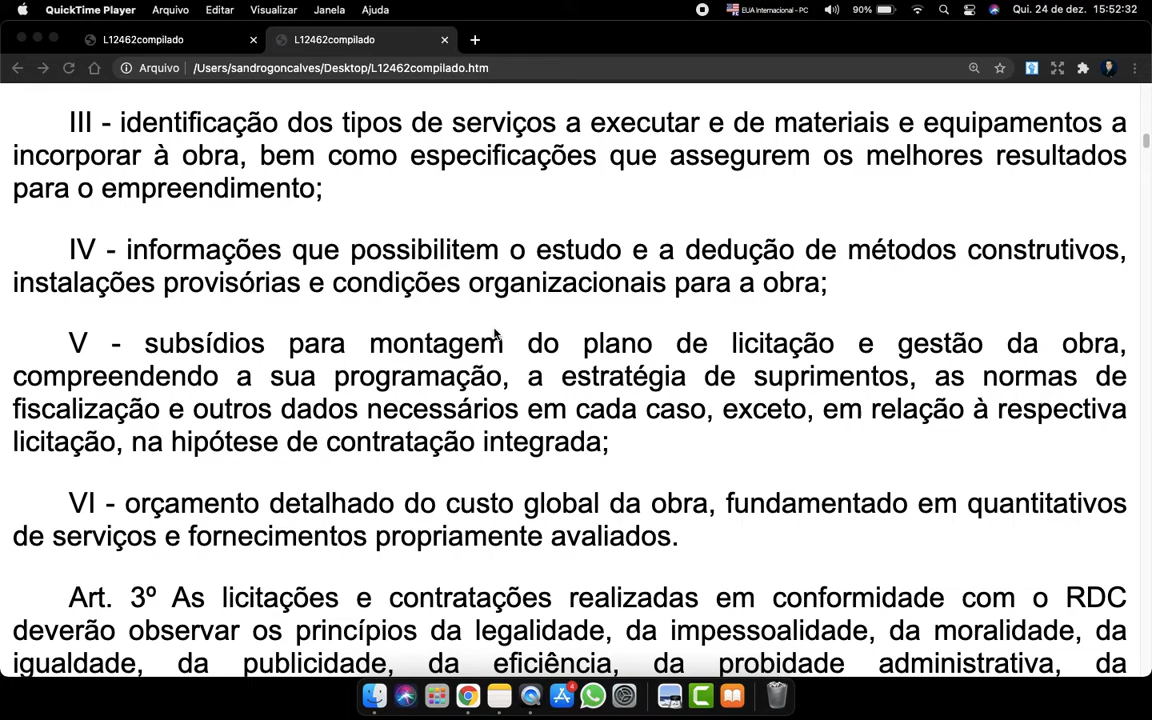 QuickTime Player Arquivo Editar Visualizar Janela Ajuda EUA Internacional - PC 90% Qui. 24 de dez. 15:52:32
L12462compilado L12462compilado
Arquivo /Users/sandrogoncalves/Desktop/L12462compilado.htm
III - identificação dos tipos de serviços a executar e de materiais e equipamentos a
incorporar à obra, bem como especificações que assegurem os melhores resultados
para o empreendimento;
IV - informações que possibilitem o estudo e a dedução de métodos construtivos,
instalações provisórias e condições organizacionais para a obra;
V - subsídios para montagem do plano de licitação e gestão da obra,
compreendendo a sua programação, a estratégia de suprimentos, as normas de
fiscalização e outros dados necessários em cada caso, exceto, em relação à respectiva
licitação, na hipótese de contratação integrada;
VI - orçamento detalhado do custo global da obra, fundamentado em quantitativos
de serviços e fornecimentos propriamente avaliados.
Art. 3º As licitações e contratações realizadas em conformidade com o RDC
deverão observar os princípios da legalidade, da impessoalidade, da moralidade, da
igualdade, da publicidade, da eficiência, da probidade administrativa, da